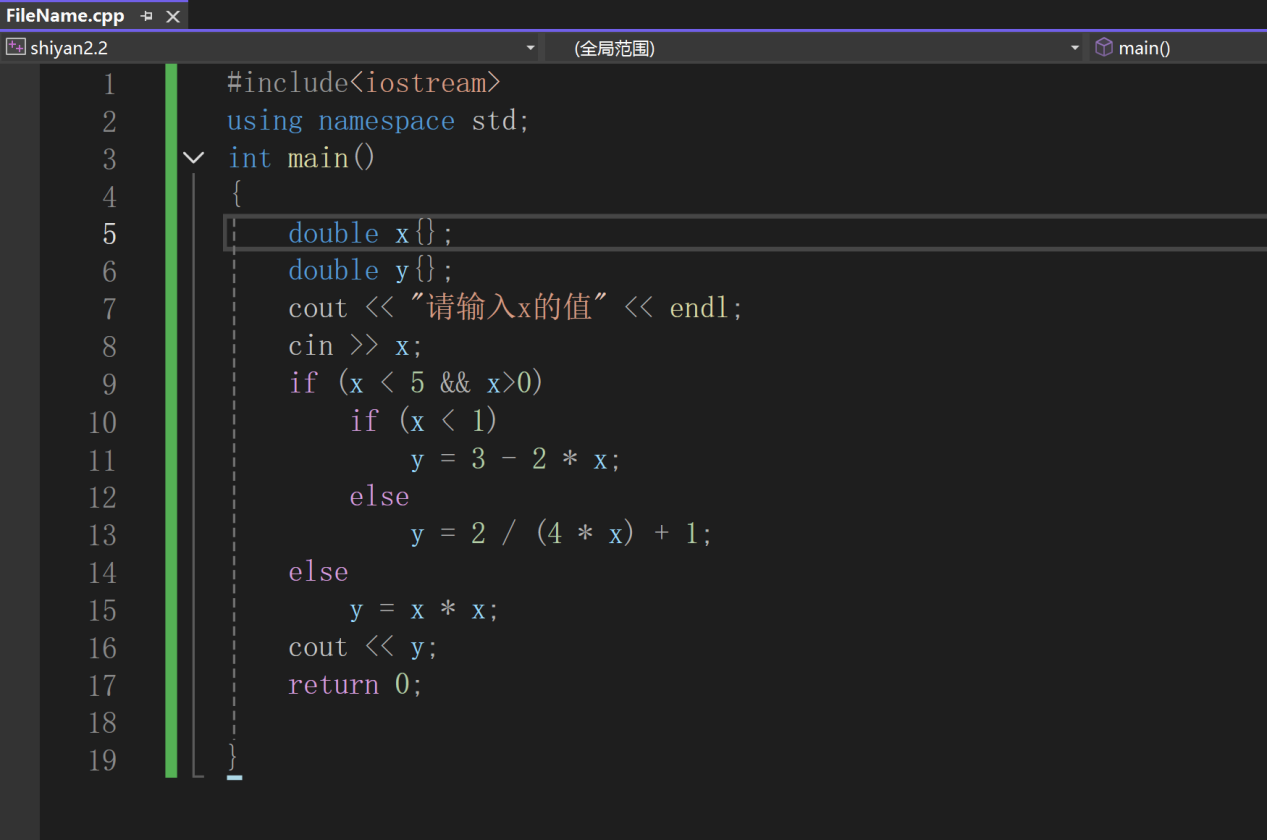 FileName.cpp
shiyan2.2 (全局范围) main()
1 #include<iostream>
2 using namespace std;
3 int main()
4 {
5 double x{};
6 double y{};
7 cout << "请输入x的值" << endl;
8 cin >> x;
9 if (x < 5 && x>0)
10 if (x < 1)
11 y = 3 - 2 * x;
12 else
13 y = 2 / (4 * x) + 1;
14 else
15 y = x * x;
16 cout << y;
17 return 0;
18
19 }